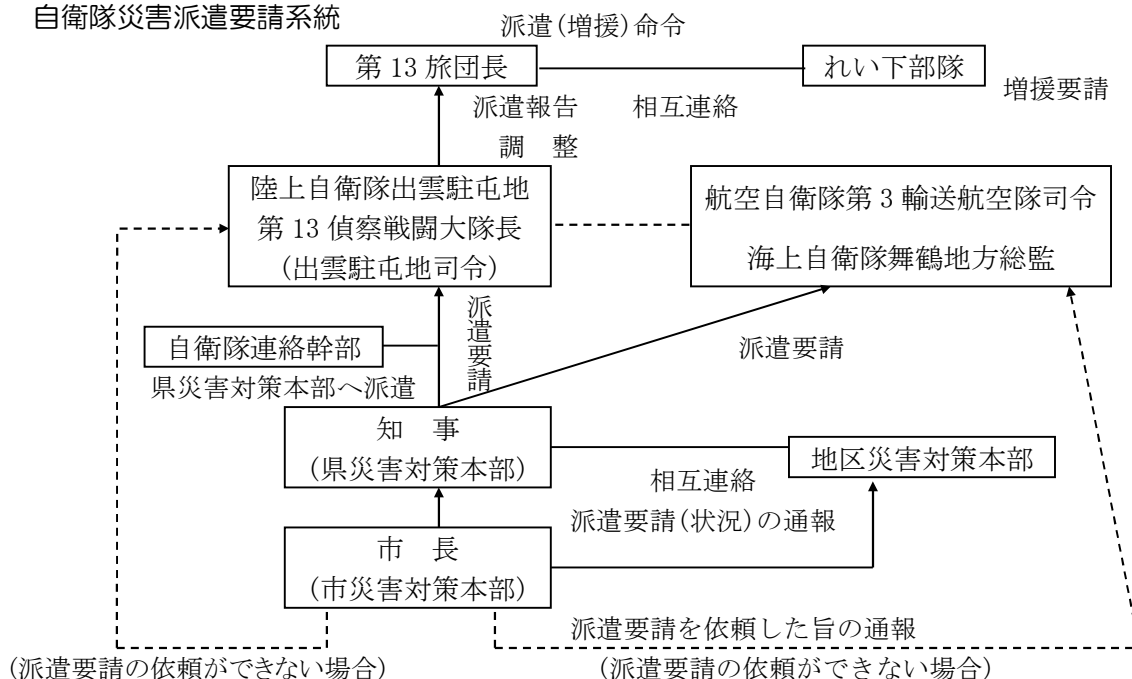 自衛隊災害派遣要請系統
派遣(増援)命令
第13旅団長
れい下部隊
増援要請
派遣報告
相互連絡
調　整
陸上自衛隊出雲駐屯地
第13偵察戦闘大隊長
(出雲駐屯地司令)
航空自衛隊第3輸送航空隊司令
海上自衛隊舞鶴地方総監
派遣要請
自衛隊連絡幹部
県災害対策本部へ派遣
派遣要請
知　事
(県災害対策本部)
地区災害対策本部
相互連絡
派遣要請(状況)の通報
市　長
(市災害対策本部)
派遣要請を依頼した旨の通報
(派遣要請の依頼ができない場合)
(派遣要請の依頼ができない場合)